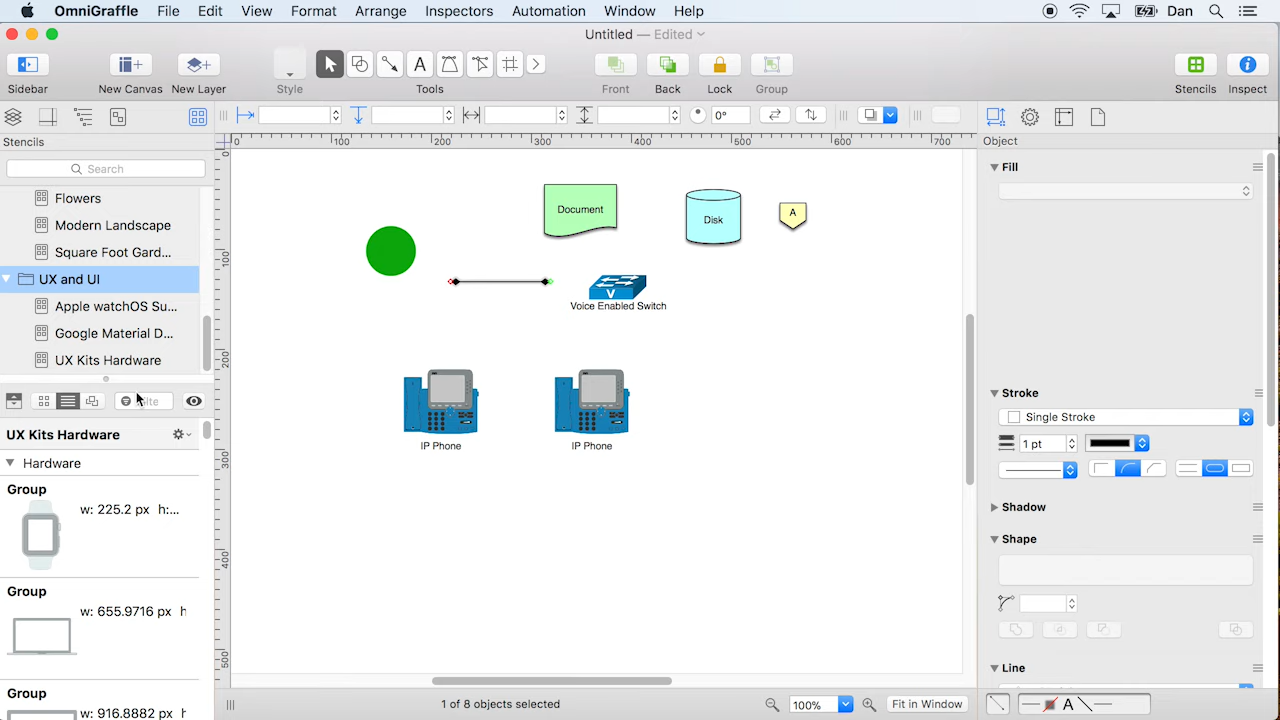 OmniGraffle File Edit View Format Arrange Inspectors Automation Window Help Dan
Untitled — Edited
Sidebar New Canvas New Layer Style Tools Front Back Lock Group Stencils Inspect
0°
Stencils
Object
0 100 200 300 400 500 600 700
0
100
200
300
400
500
Search
Flowers
Modern Landscape
Square Foot Gard...
UX and UI
Apple watchOS Su...
Google Material D...
UX Kits Hardware
UX Kits Hardware
Hardware
Group
w: 225.2 px h:...
Group
w: 655.9716 px h
Group
w: 916.8882 px h
Document
Disk
A
V
Voice Enabled Switch
IP Phone
IP Phone
Fill
Stroke
Single Stroke
1 pt
Shadow
Shape
Line
1 of 8 objects selected
100%
Fit in Window
A